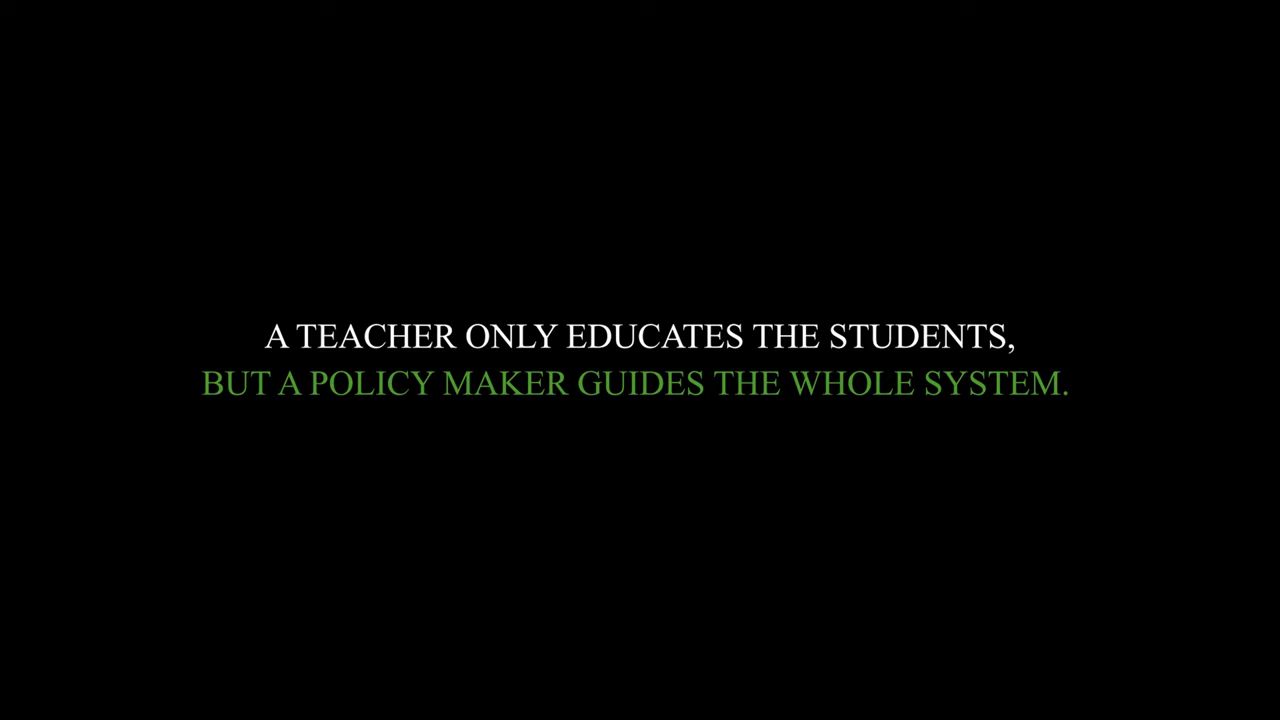 A TEACHER ONLY EDUCATES THE STUDENTS,
BUT A POLICY MAKER GUIDES THE WHOLE SYSTEM.